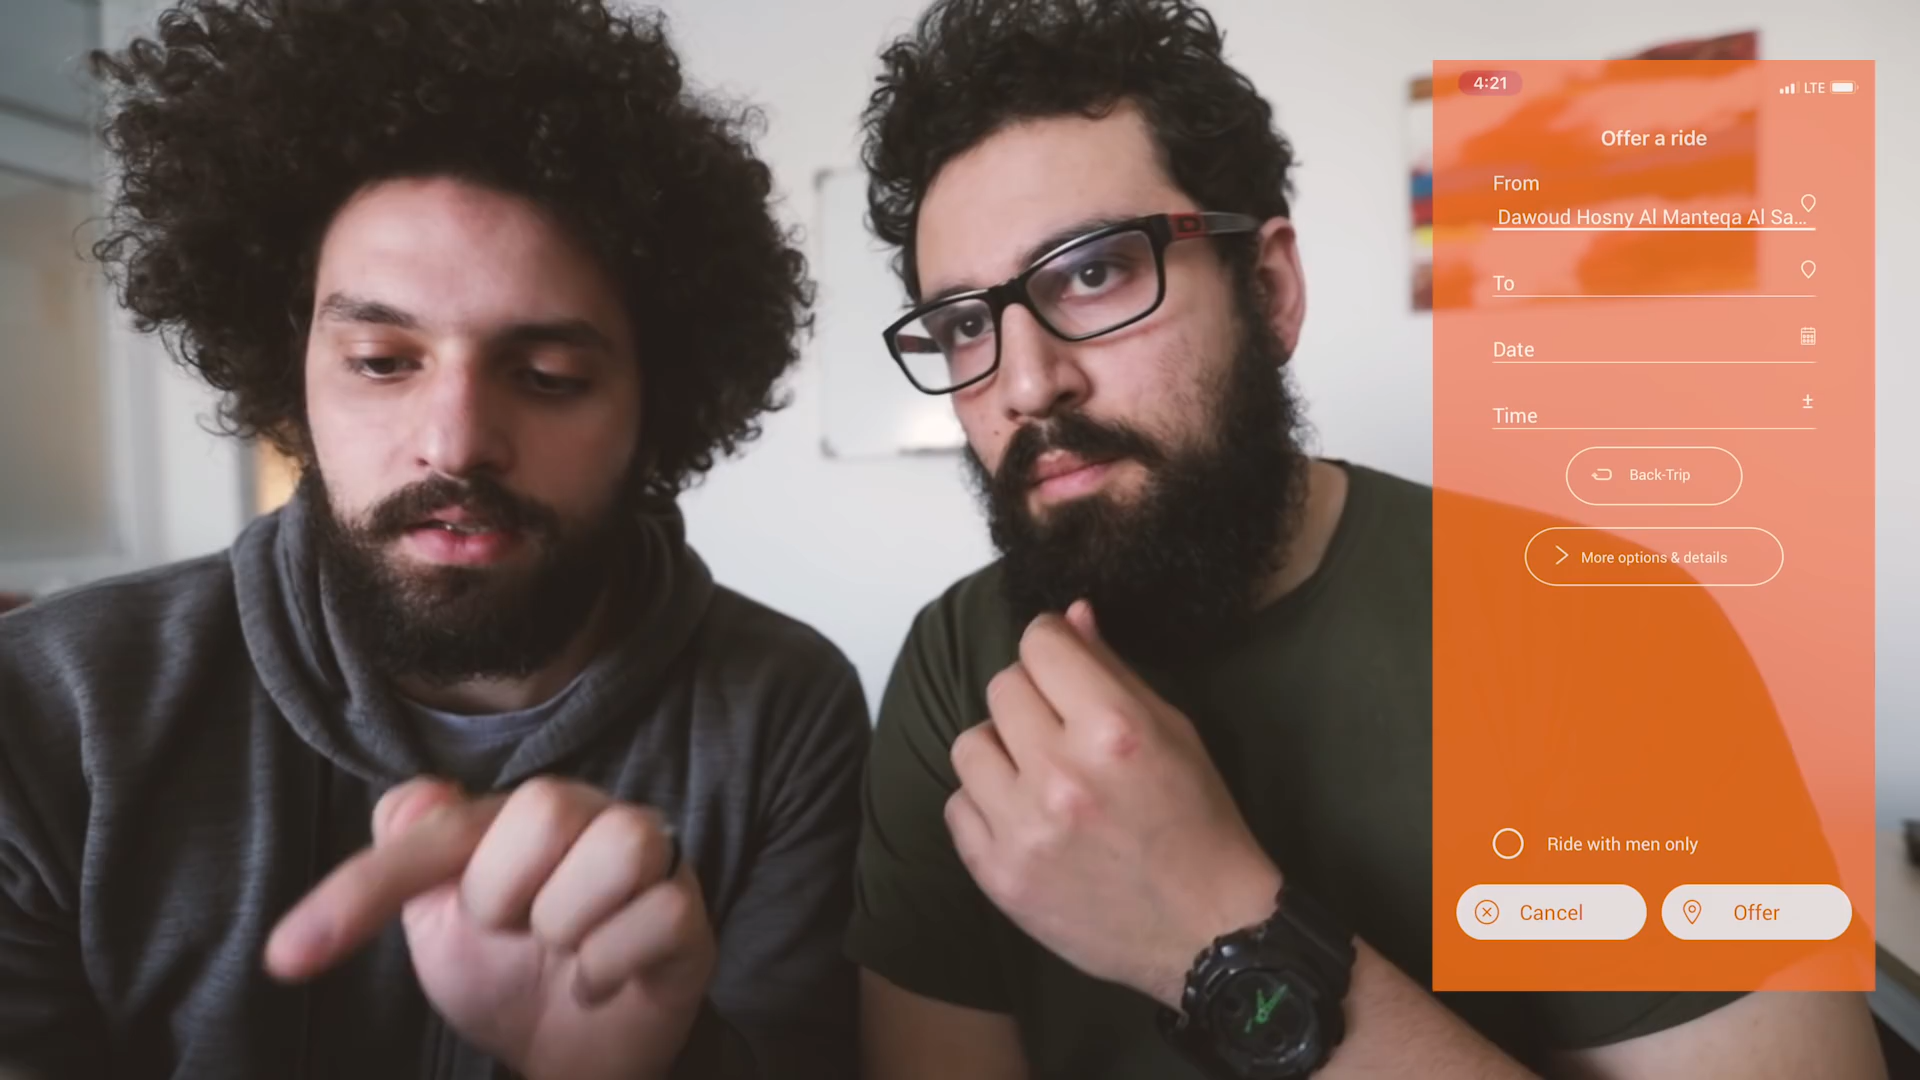 4:21
LTE
Offer a ride
From
Dawoud Hosny Al Manteqa Al Sa...
To
Date
Time
Back-Trip
More options & details
Ride with men only
Cancel
Offer